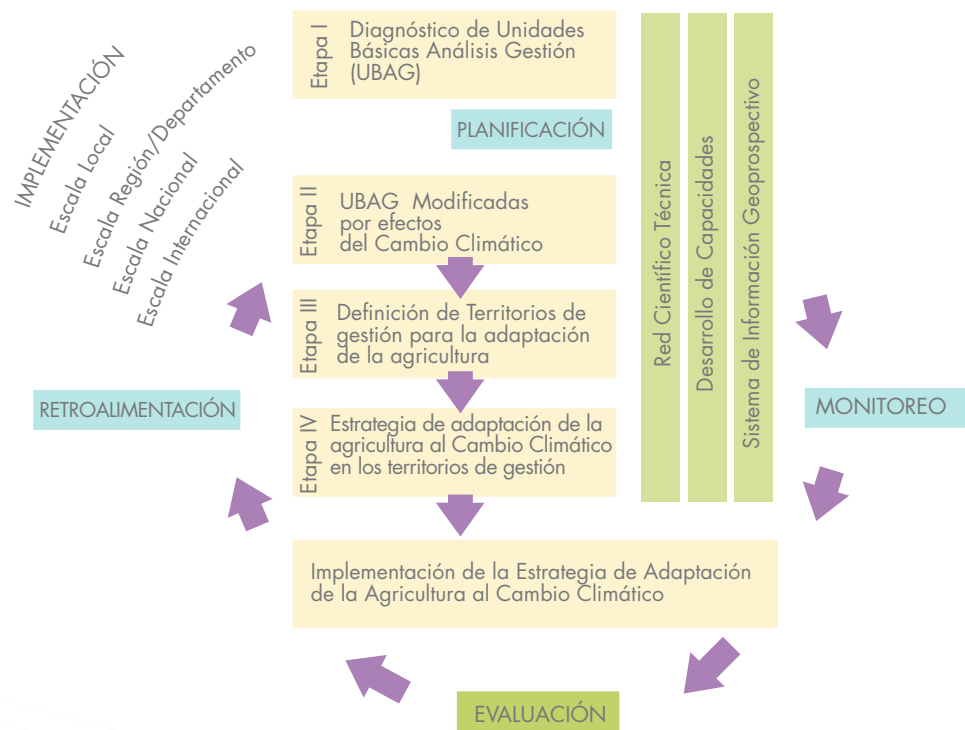 IMPLEMENTACIÓN
Escala Local
Escala Región/Departamento
Escala Nacional
Escala Internacional
Etapa I
Diagnóstico de Unidades
Básicas Análisis Gestión
(UBAG)
PLANIFICACIÓN
Etapa II
UBAG Modificadas
por efectos
del Cambio Climático
Etapa III
Definición de Territorios de
gestión para la adaptación
de la agricultura
Etapa IV
Estrategia de adaptación de la
agricultura al Cambio Climático
en los territorios de gestión
Implementación de la Estrategia de Adaptación
de la Agricultura al Cambio Climático
Red Científico Técnica
Desarrollo de Capacidades
Sistema de Información Geoprospectivo
RETROALIMENTACIÓN
MONITOREO
EVALUACIÓN